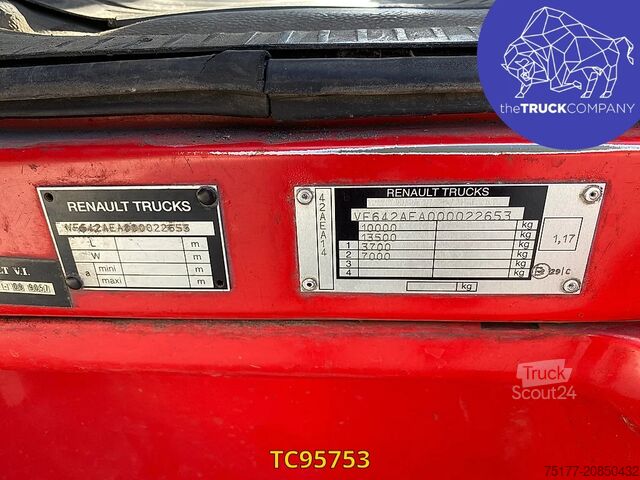 theTRUCKCOMPANY
RENAULT TRUCKS
VF642AEA000022653
L m
W m
a mini m
maxi m
42AEA14
RENAULT TRUCKS
VF642AEA000022653
10000 kg
13500 kg
1 3700 kg
2 7000 kg
3 kg
4 kg
kg
1,17
29/C
T V.I.
Truck
Scout24
TC95753
75177-20850432